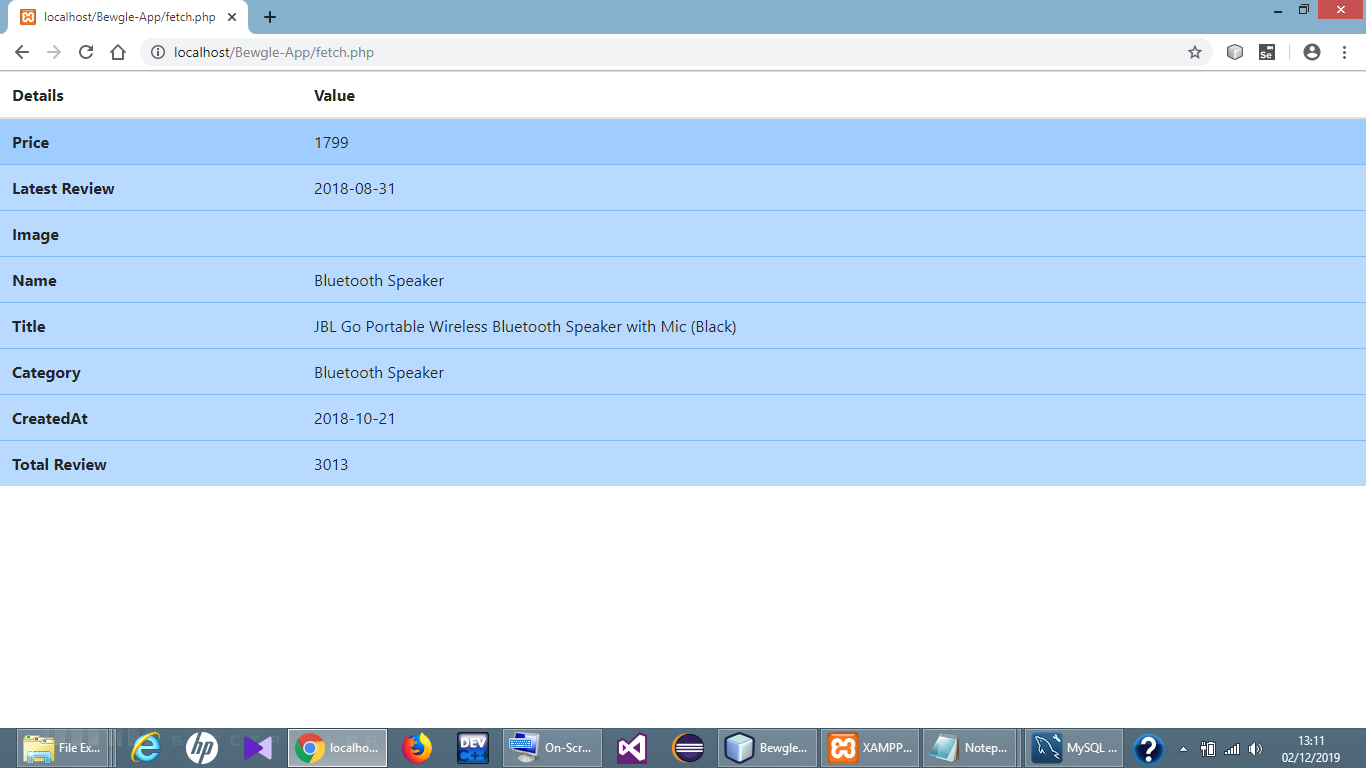 localhost/Bewgle-App/fetch.php
localhost/Bewgle-App/fetch.php
Se
Details Value
Price 1799
Latest Review 2018-08-31
Image
Name Bluetooth Speaker
Title JBL Go Portable Wireless Bluetooth Speaker with Mic (Black)
Category Bluetooth Speaker
CreatedAt 2018-10-21
Total Review 3013
File Ex... hp localho... DEV C++ On-Scr... Bewgle... XAMPP... Notep... MySQL ... ? 13:11
02/12/2019